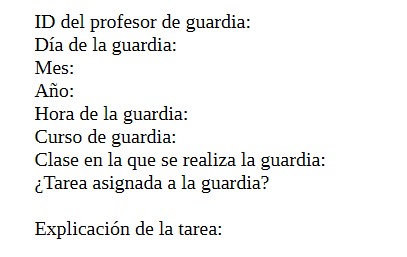 ID del profesor de guardia:
Día de la guardia:
Mes:
Año:
Hora de la guardia:
Curso de guardia:
Clase en la que se realiza la guardia:
¿Tarea asignada a la guardia?
Explicación de la tarea: